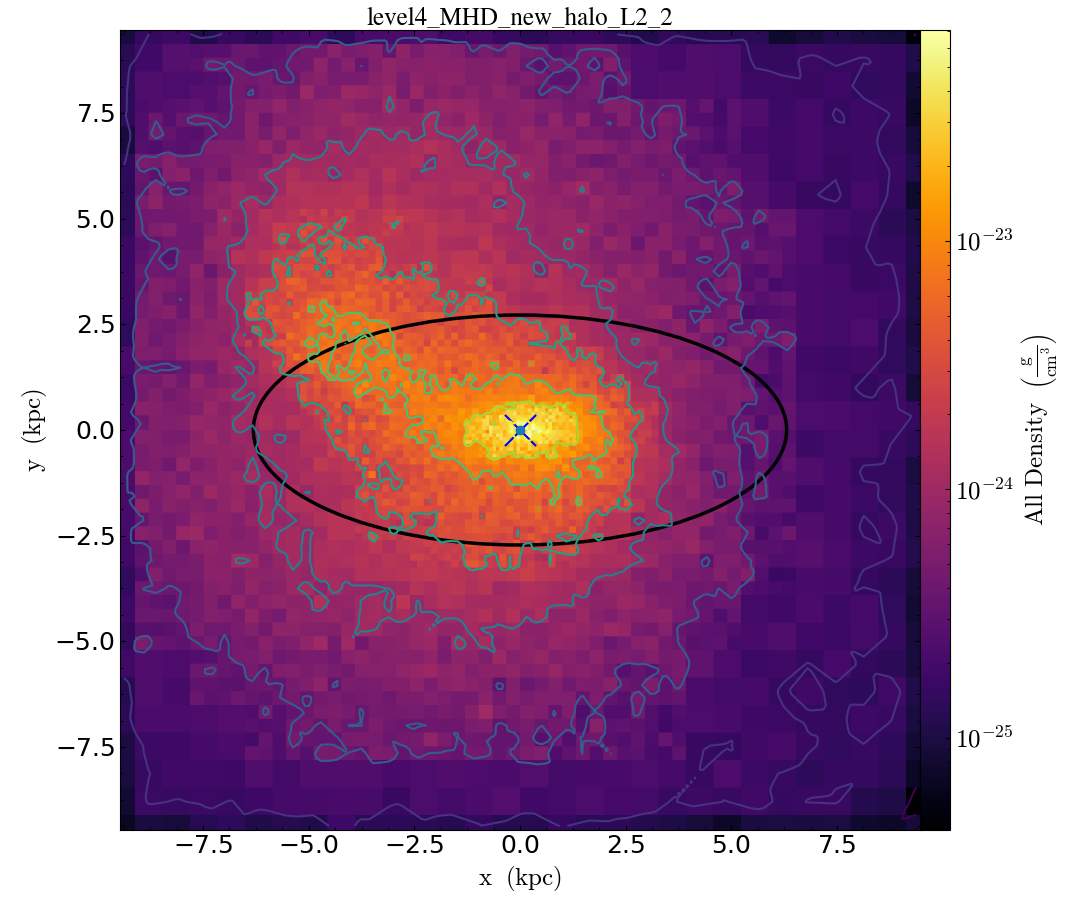 level4_MHD_new_halo_L2_2
7.5
5.0
2.5
0.0
−2.5
−5.0
−7.5
y (kpc)
−7.5 −5.0 −2.5 0.0 2.5 5.0 7.5
x (kpc)
10⁻²³
10⁻²⁴
10⁻²⁵
All Density (g/cm³)